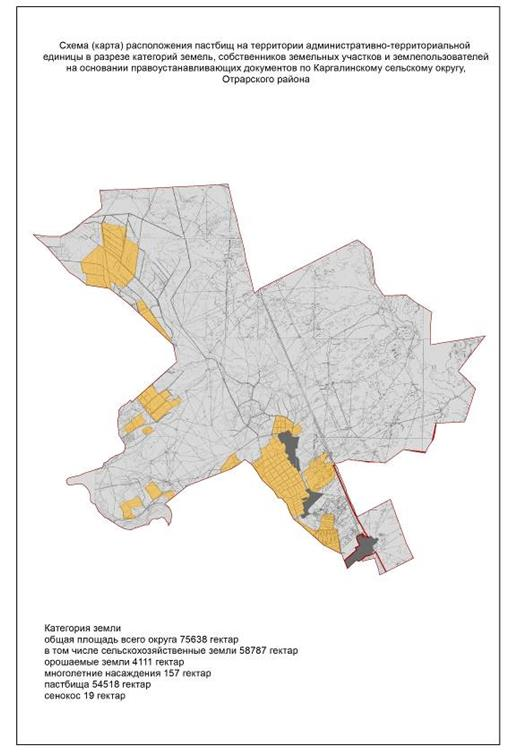 Схема (карта) расположения пастбищ на территории административно-территориальной
единицы в разрезе категорий земель, собственников земельных участков и землепользователей
на основании правоустанавливающих документов по Каргалинскому сельскому округу,
Отрарского района
Категория земли
общая площадь всего округа 75638 гектар
в том числе сельскохозяйственные земли 58787 гектар
орошаемые земли 4111 гектар
многолетние насаждения 157 гектар
пастбища 54518 гектар
сенокос 19 гектар